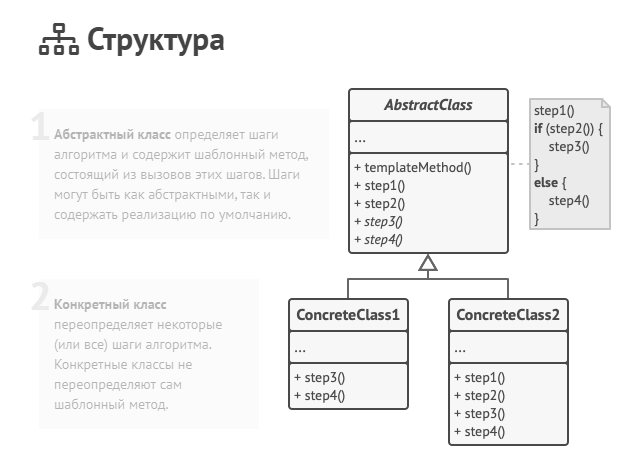 Структура
1
Абстрактный класс определяет шаги
алгоритма и содержит шаблонный метод,
состоящий из вызовов этих шагов. Шаги
могут быть как абстрактными, так и
содержать реализацию по умолчанию.
AbstractClass
...
+ templateMethod()
+ step1()
+ step2()
+ step3()
+ step4()
step1()
if (step2()) {
step3()
}
else {
step4()
}
2
Конкретный класс
переопределяет некоторые
(или все) шаги алгоритма.
Конкретные классы не
переопределяют сам
шаблонный метод.
ConcreteClass1
...
+ step3()
+ step4()
ConcreteClass2
...
+ step1()
+ step2()
+ step3()
+ step4()